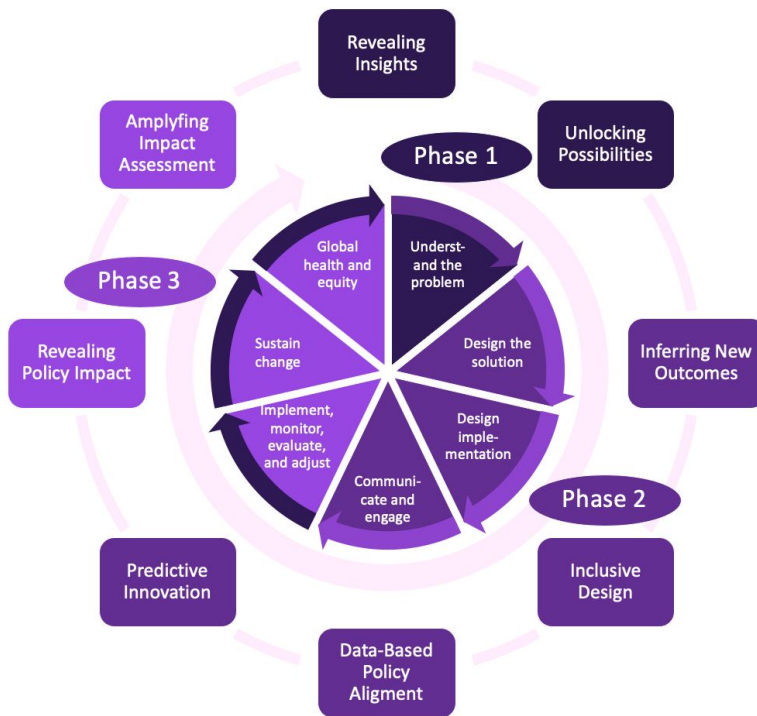 Revealing
Insights
Amplyfing
Impact
Assessment
Unlocking
Possibilities
Phase 1
Global
health and
equity
Underst-
and the
problem
Phase 3
Sustain
change
Design the
solution
Revealing
Policy Impact
Inferring New
Outcomes
Implement,
monitor,
evaluate,
and adjust
Design
imple-
mentation
Communi-
cate and
engage
Phase 2
Predictive
Innovation
Inclusive
Design
Data-Based
Policy
Aligment